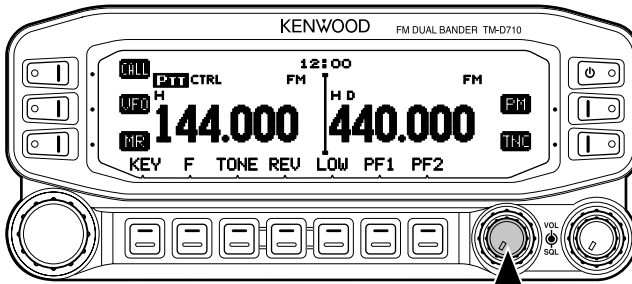 KENWOOD FM DUAL BANDER TM-D710
12:00
CALL PTT CTRL FM FM
VFO H 144.000 H D 440.000 PM
MR TNC
KEY F TONE REV LOW PF1 PF2
VOL
SQL